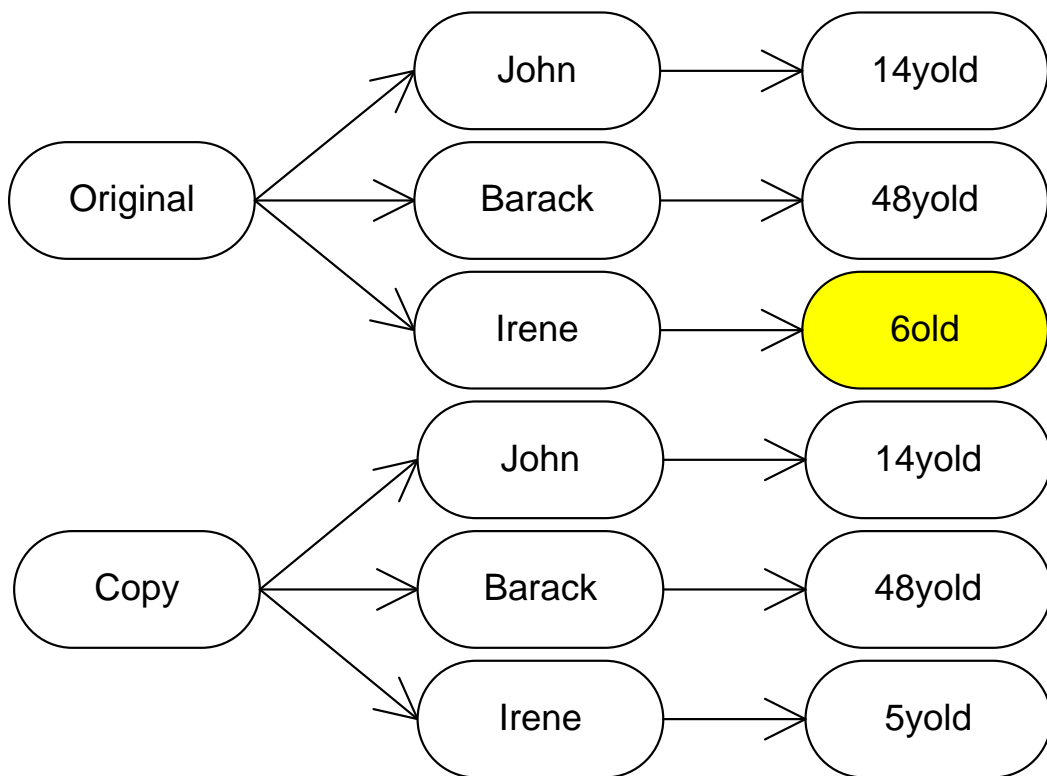 John
14yold
Original
Barack
48yold
Irene
6old
John
14yold
Copy
Barack
48yold
Irene
5yold